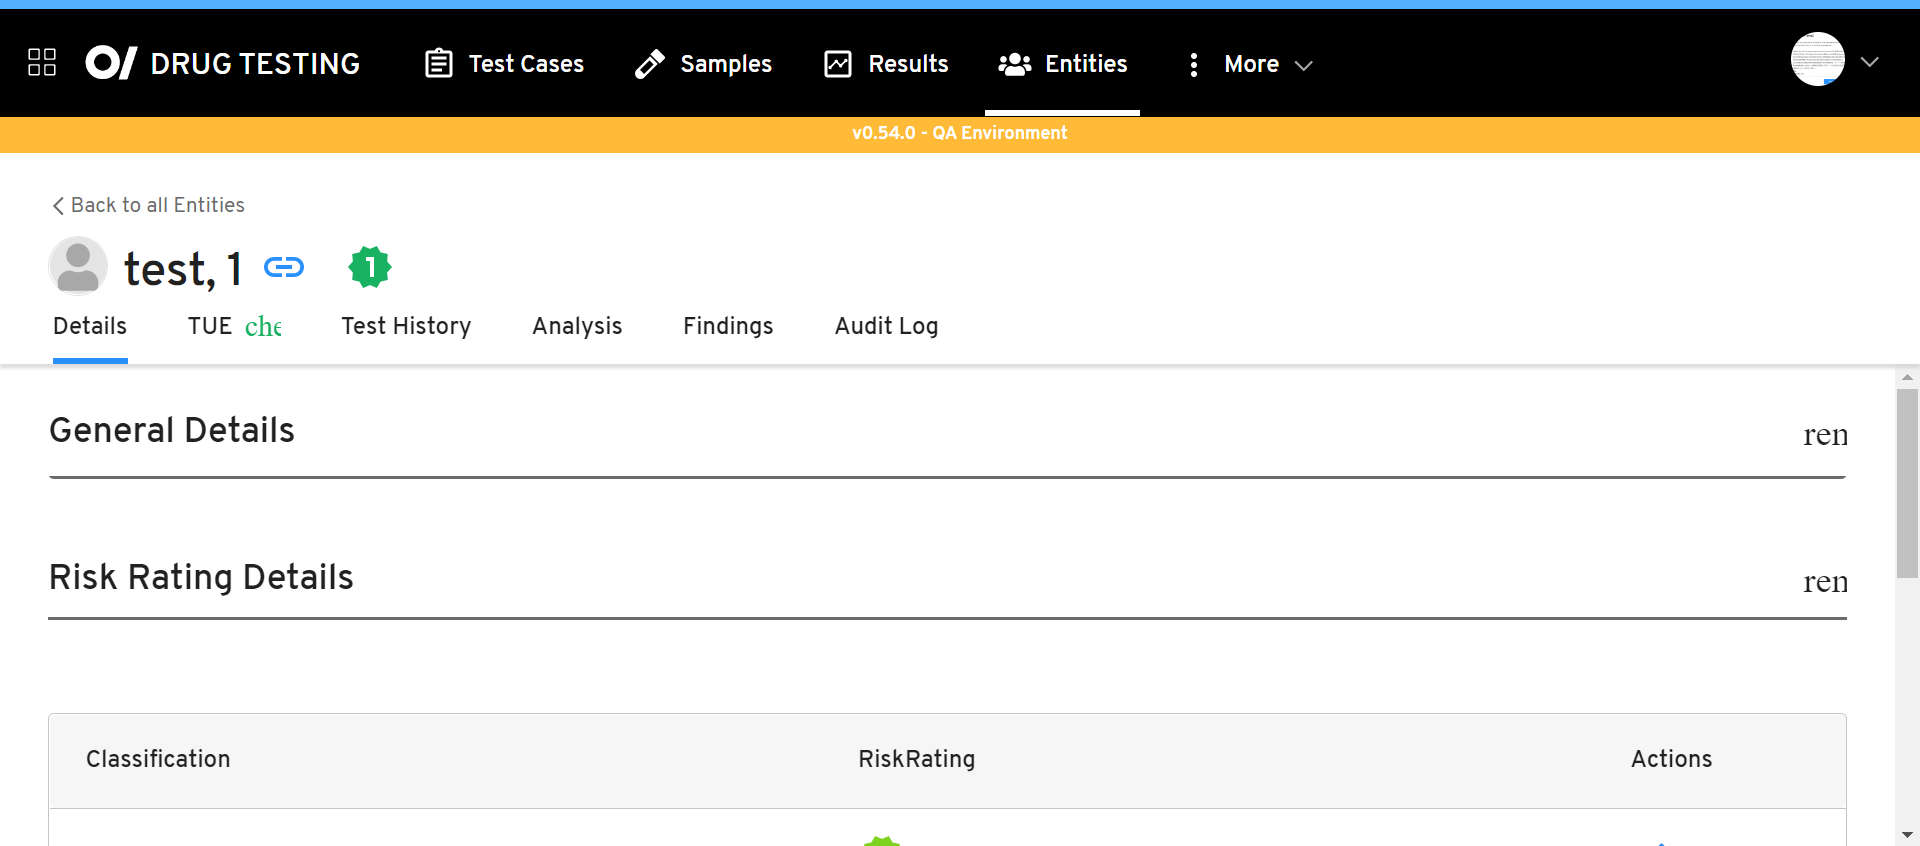 DRUG TESTING
Test Cases
Samples
Results
Entities
More
v0.54.0 - QA Environment
Back to all Entities
test, 1
1
Details
TUE che
Test History
Analysis
Findings
Audit Log
General Details
ren
Risk Rating Details
ren
Classification
RiskRating
Actions